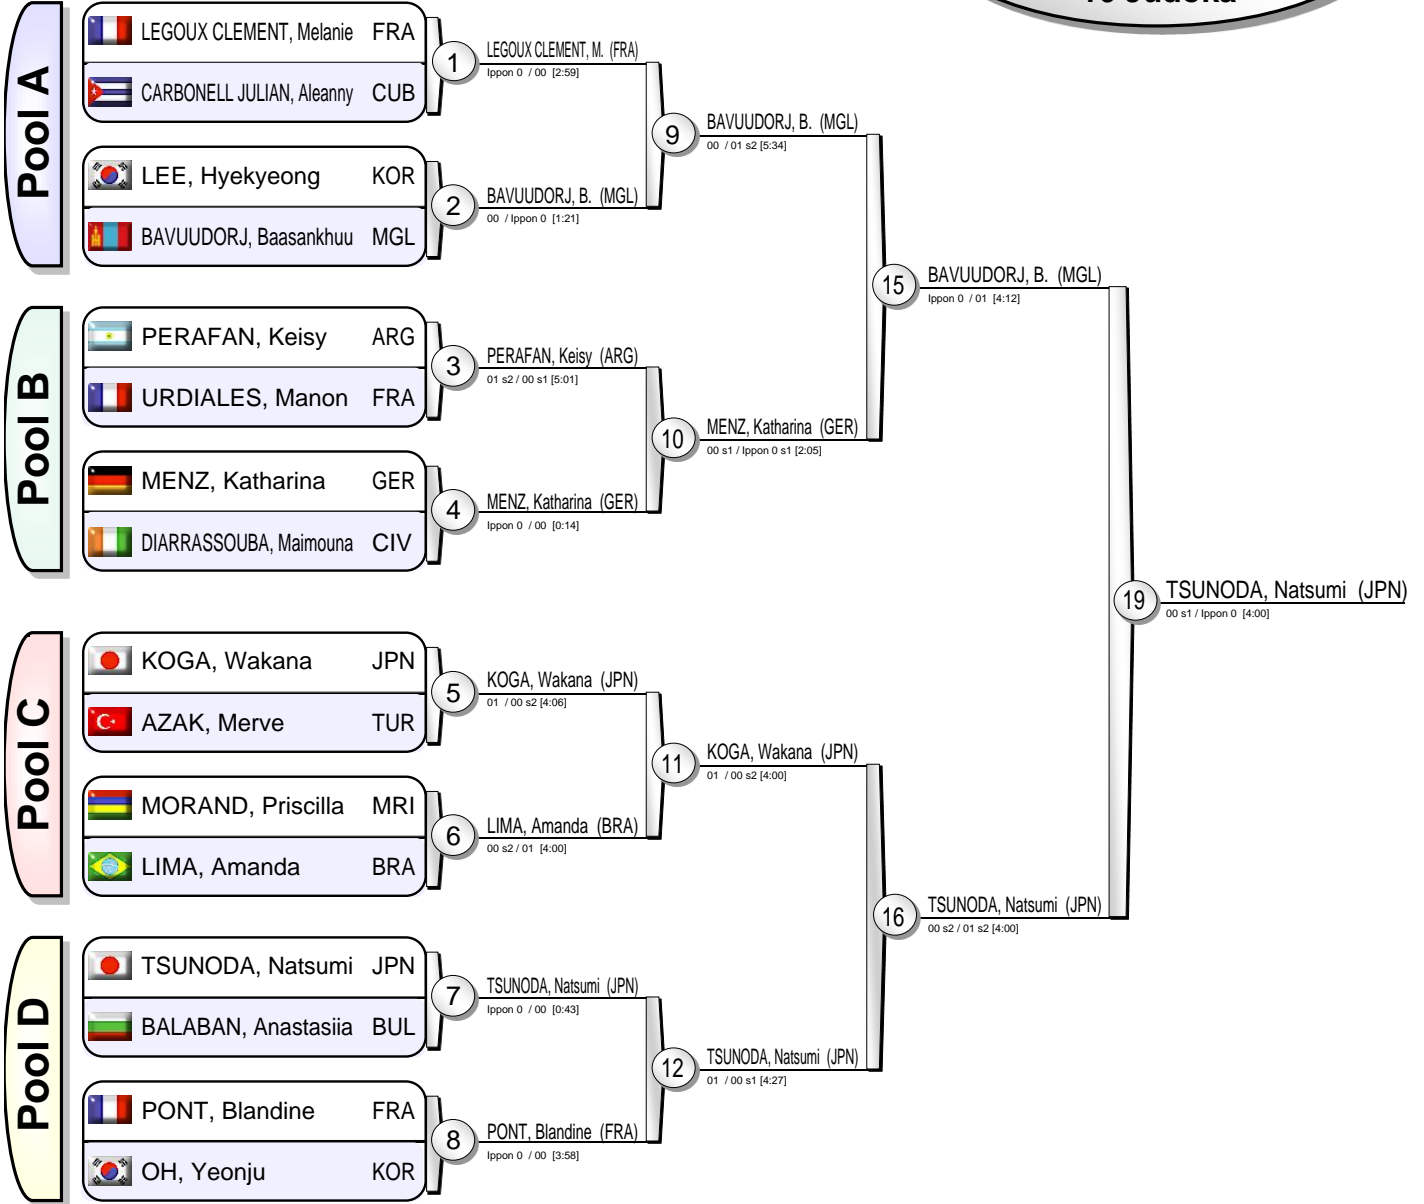 Pool A
LEGOUX CLEMENT, Melanie FRA
CARBONELL JULIAN, Aleanny CUB
LEE, Hyekyeong KOR
BAVUUDORJ, Baasankhuu MGL
Pool B
PERAFAN, Keisy ARG
URDIALES, Manon FRA
MENZ, Katharina GER
DIARRASSOUBA, Maimouna CIV
Pool C
KOGA, Wakana JPN
AZAK, Merve TUR
MORAND, Priscilla MRI
LIMA, Amanda BRA
Pool D
TSUNODA, Natsumi JPN
BALABAN, Anastasiia BUL
PONT, Blandine FRA
OH, Yeonju KOR
1
LEGOUX CLEMENT, M. (FRA)
Ippon 0 / 00 [2:59]
2
BAVUUDORJ, B. (MGL)
00 / Ippon 0 [1:21]
3
PERAFAN, Keisy (ARG)
01 s2 / 00 s1 [5:01]
4
MENZ, Katharina (GER)
Ippon 0 / 00 [0:14]
5
KOGA, Wakana (JPN)
01 / 00 s2 [4:06]
6
LIMA, Amanda (BRA)
00 s2 / 01 [4:00]
7
TSUNODA, Natsumi (JPN)
Ippon 0 / 00 [0:43]
8
PONT, Blandine (FRA)
Ippon 0 / 00 [3:58]
9
BAVUUDORJ, B. (MGL)
00 / 01 s2 [5:34]
10
MENZ, Katharina (GER)
00 s1 / Ippon 0 s1 [2:05]
11
KOGA, Wakana (JPN)
01 / 00 s2 [4:00]
12
TSUNODA, Natsumi (JPN)
01 / 00 s1 [4:27]
15
BAVUUDORJ, B. (MGL)
Ippon 0 / 01 [4:12]
16
TSUNODA, Natsumi (JPN)
00 s2 / 01 s2 [4:00]
19
TSUNODA, Natsumi (JPN)
00 s1 / Ippon 0 [4:00]